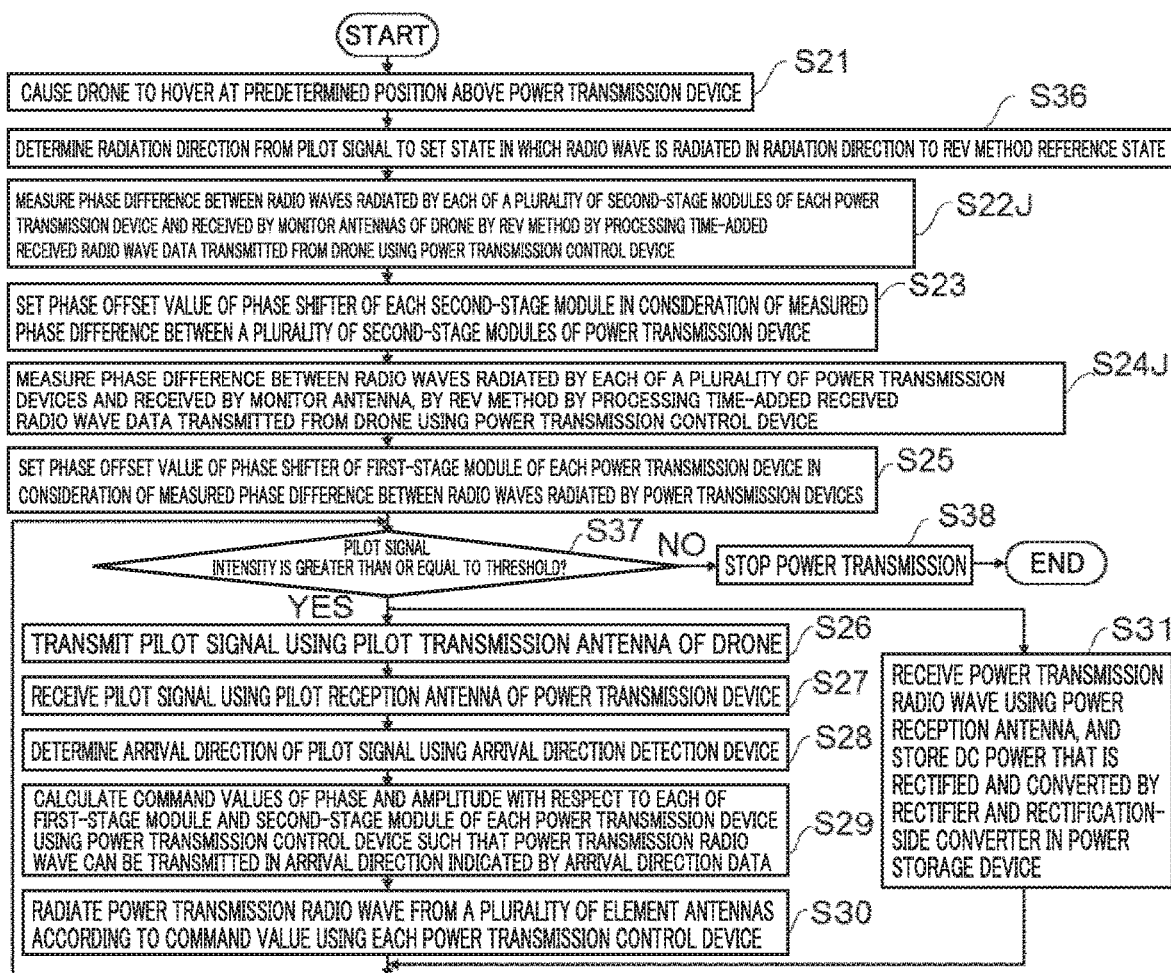 START
S21
CAUSE DRONE TO HOVER AT PREDETERMINED POSITION ABOVE POWER TRANSMISSION DEVICE
S36
DETERMINE RADIATION DIRECTION FROM PILOT SIGNAL TO SET STATE IN WHICH RADIO WAVE IS RADIATED IN RADIATION DIRECTION TO REV METHOD REFERENCE STATE
MEASURE PHASE DIFFERENCE BETWEEN RADIO WAVES RADIATED BY EACH OF A PLURALITY OF SECOND-STAGE MODULES OF EACH POWER
TRANSMISSION DEVICE AND RECEIVED BY MONITOR ANTENNAS OF DRONE BY REV METHOD BY PROCESSING TIME-ADDED
RECEIVED RADIO WAVE DATA TRANSMITTED FROM DRONE USING POWER TRANSMISSION CONTROL DEVICE
S22J
S23
SET PHASE OFFSET VALUE OF PHASE SHIFTER OF EACH SECOND-STAGE MODULE IN CONSIDERATION OF MEASURED
PHASE DIFFERENCE BETWEEN A PLURALITY OF SECOND-STAGE MODULES OF POWER TRANSMISSION DEVICE
S24J
MEASURE PHASE DIFFERENCE BETWEEN RADIO WAVES RADIATED BY EACH OF A PLURALITY OF POWER TRANSMISSION
DEVICES AND RECEIVED BY MONITOR ANTENNA, BY REV METHOD BY PROCESSING TIME-ADDED RECEIVED
RADIO WAVE DATA TRANSMITTED FROM DRONE USING POWER TRANSMISSION CONTROL DEVICE
S25
SET PHASE OFFSET VALUE OF PHASE SHIFTER OF FIRST-STAGE MODULE OF EACH POWER TRANSMISSION DEVICE IN
CONSIDERATION OF MEASURED PHASE DIFFERENCE BETWEEN RADIO WAVES RADIATED BY POWER TRANSMISSION DEVICES
S37
PILOT SIGNAL
INTENSITY IS GREATER THAN OR EQUAL TO THRESHOLD?
NO
S38
STOP POWER TRANSMISSION
END
YES
S26
TRANSMIT PILOT SIGNAL USING PILOT TRANSMISSION ANTENNA OF DRONE
S27
RECEIVE PILOT SIGNAL USING PILOT RECEPTION ANTENNA OF POWER TRANSMISSION DEVICE
S28
DETERMINE ARRIVAL DIRECTION OF PILOT SIGNAL USING ARRIVAL DIRECTION DETECTION DEVICE
CALCULATE COMMAND VALUES OF PHASE AND AMPLITUDE WITH RESPECT TO EACH OF
FIRST-STAGE MODULE AND SECOND-STAGE MODULE OF EACH POWER TRANSMISSION DEVICE
USING POWER TRANSMISSION CONTROL DEVICE SUCH THAT POWER TRANSMISSION RADIO
WAVE CAN BE TRANSMITTED IN ARRIVAL DIRECTION INDICATED BY ARRIVAL DIRECTION DATA
S29
RADIATE POWER TRANSMISSION RADIO WAVE FROM A PLURALITY OF ELEMENT ANTENNAS
ACCORDING TO COMMAND VALUE USING EACH POWER TRANSMISSION CONTROL DEVICE
S30
S31
RECEIVE POWER TRANSMISSION
RADIO WAVE USING POWER
RECEPTION ANTENNA, AND
STORE DC POWER THAT IS
RECTIFIED AND CONVERTED BY
RECTIFIER AND RECTIFICATION-
SIDE CONVERTER IN POWER
STORAGE DEVICE